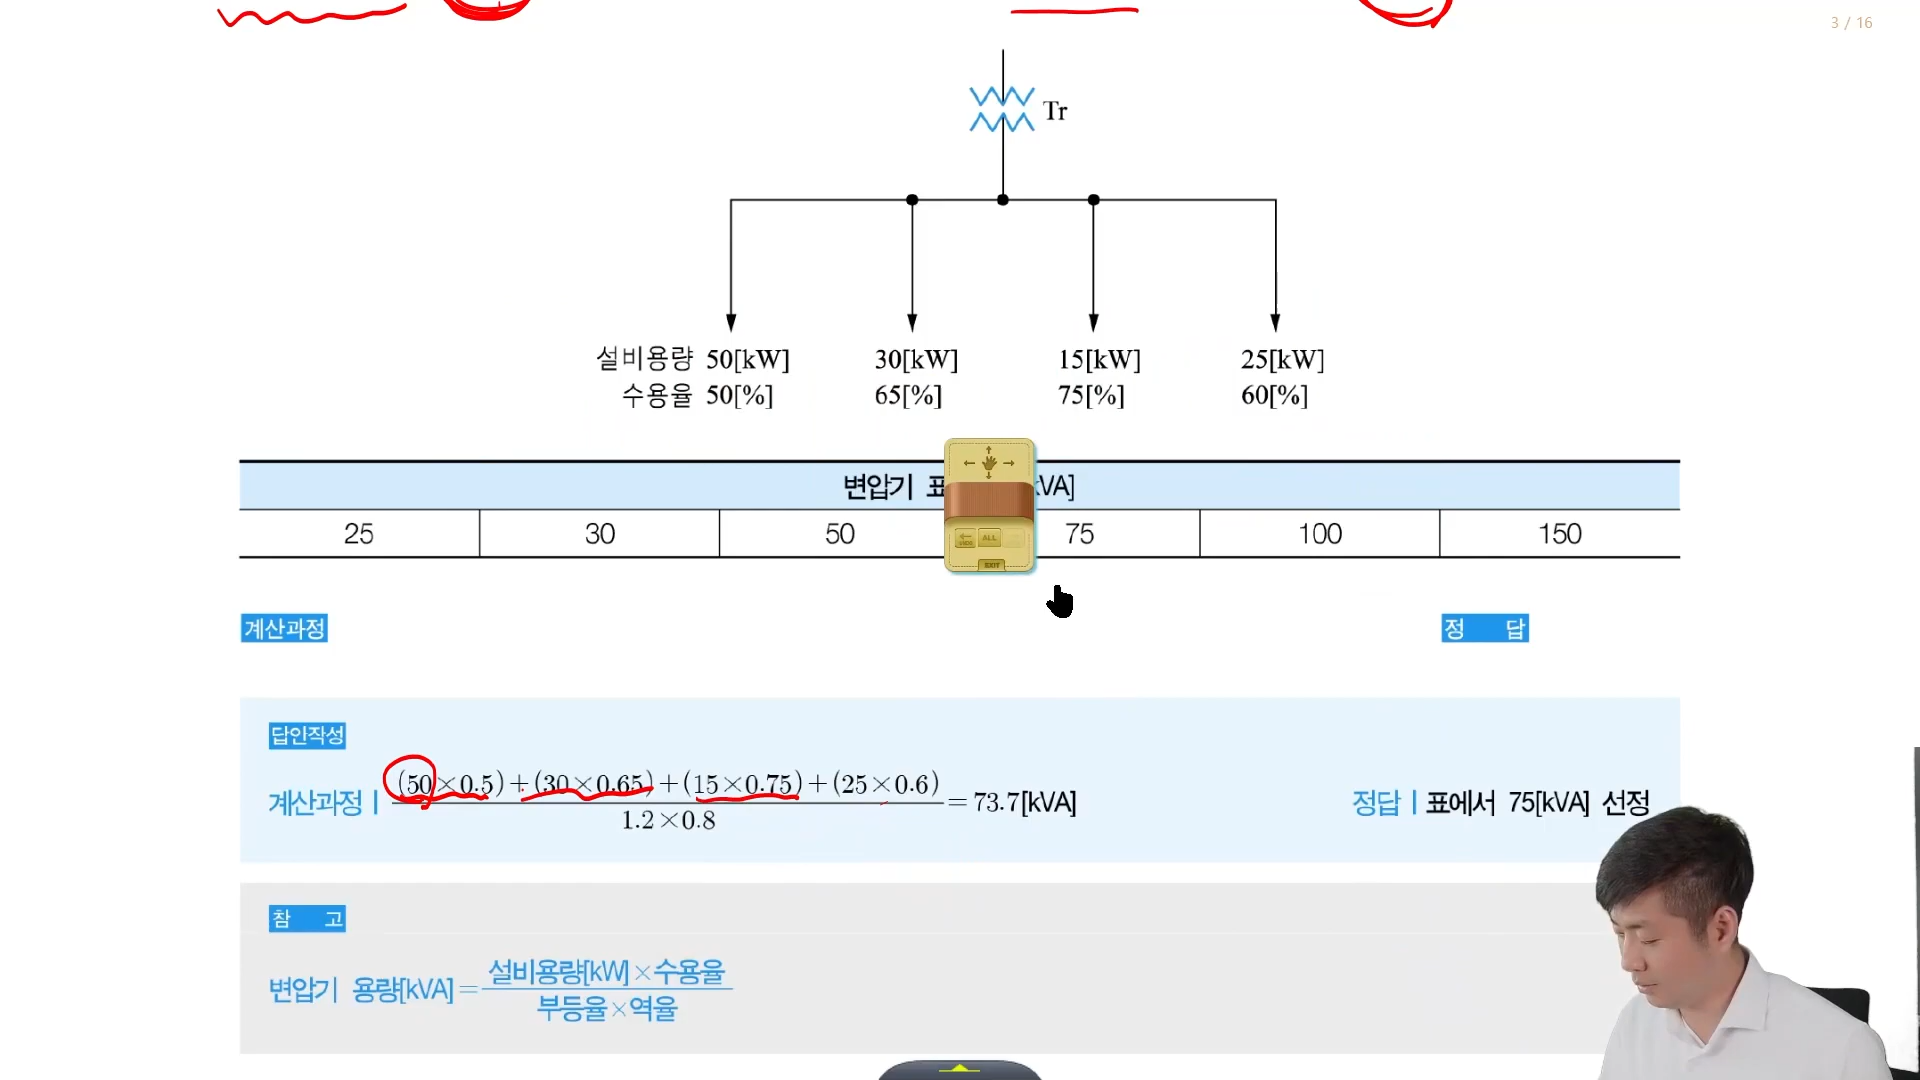 3 / 16
Tr
설비용량 50[kW] 30[kW] 15[kW] 25[kW]
수용율 50[%] 65[%] 75[%] 60[%]
변압기 kVA]
25 30 50 75 100 150
계산과정 정 답
답안작성
계산과정 | (50×0.5)+(30×0.65)+(15×0.75)+(25×0.6) / 1.2×0.8 = 73.7[kVA] 정답 | 표에서 75[kVA] 선정
참 고
변압기 용량[kVA] = 설비용량[kW]×수용율 / 부등율×역율
ALL
EXIT